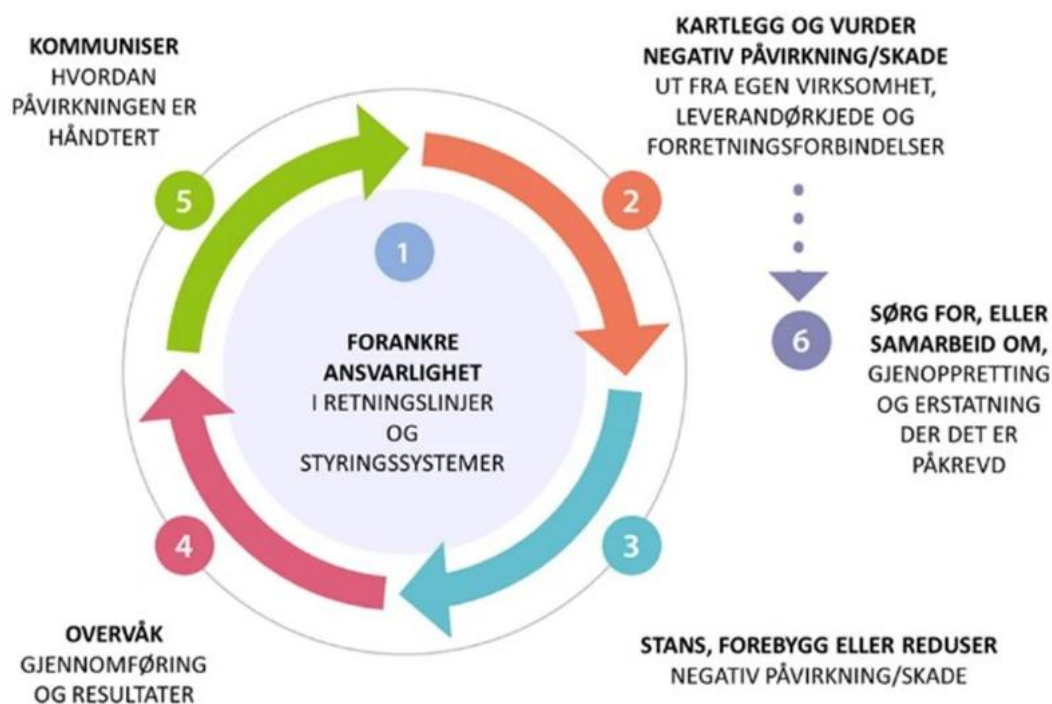 1
FORANKRE
ANSVARLIGHET
I RETNINGSLINJER
OG
STYRINGSSYSTEMER
2
KARTLEGG OG VURDER
NEGATIV PÅVIRKNING/SKADE
UT FRA EGEN VIRKSOMHET,
LEVERANDØRKJEDE OG
FORRETNINGSFORBINDELSER
3
STANS, FOREBYGG ELLER REDUSER
NEGATIV PÅVIRKNING/SKADE
4
OVERVÅK
GJENNOMFØRING
OG RESULTATER
5
KOMMUNISER
HVORDAN
PÅVIRKNINGEN ER
HÅNDTERT
6
SØRG FOR, ELLER
SAMARBEID OM,
GJENOPPRETTING
OG ERSTATNING
DER DET ER
PÅKREVD